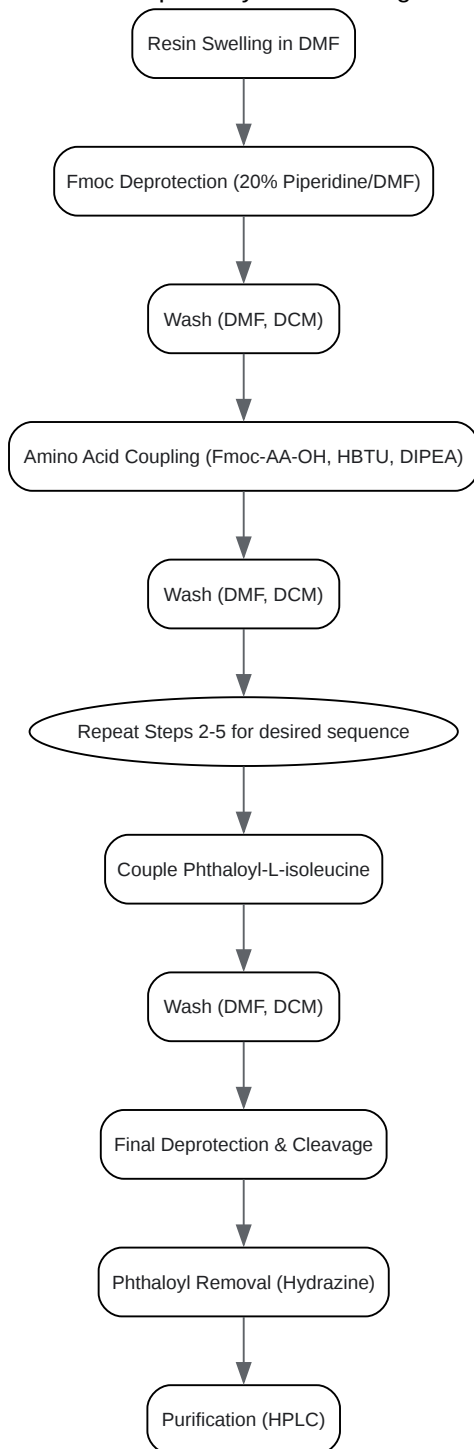 Resin Swelling in DMF
Fmoc Deprotection (20% Piperidine/DMF)
Wash (DMF, DCM)
Amino Acid Coupling (Fmoc-AA-OH, HBTU, DIPEA)
Wash (DMF, DCM)
Repeat Steps 2-5 for desired sequence
Couple Phthaloyl-L-isoleucine
Wash (DMF, DCM)
Final Deprotection & Cleavage
Phthaloyl Removal (Hydrazine)
Purification (HPLC)